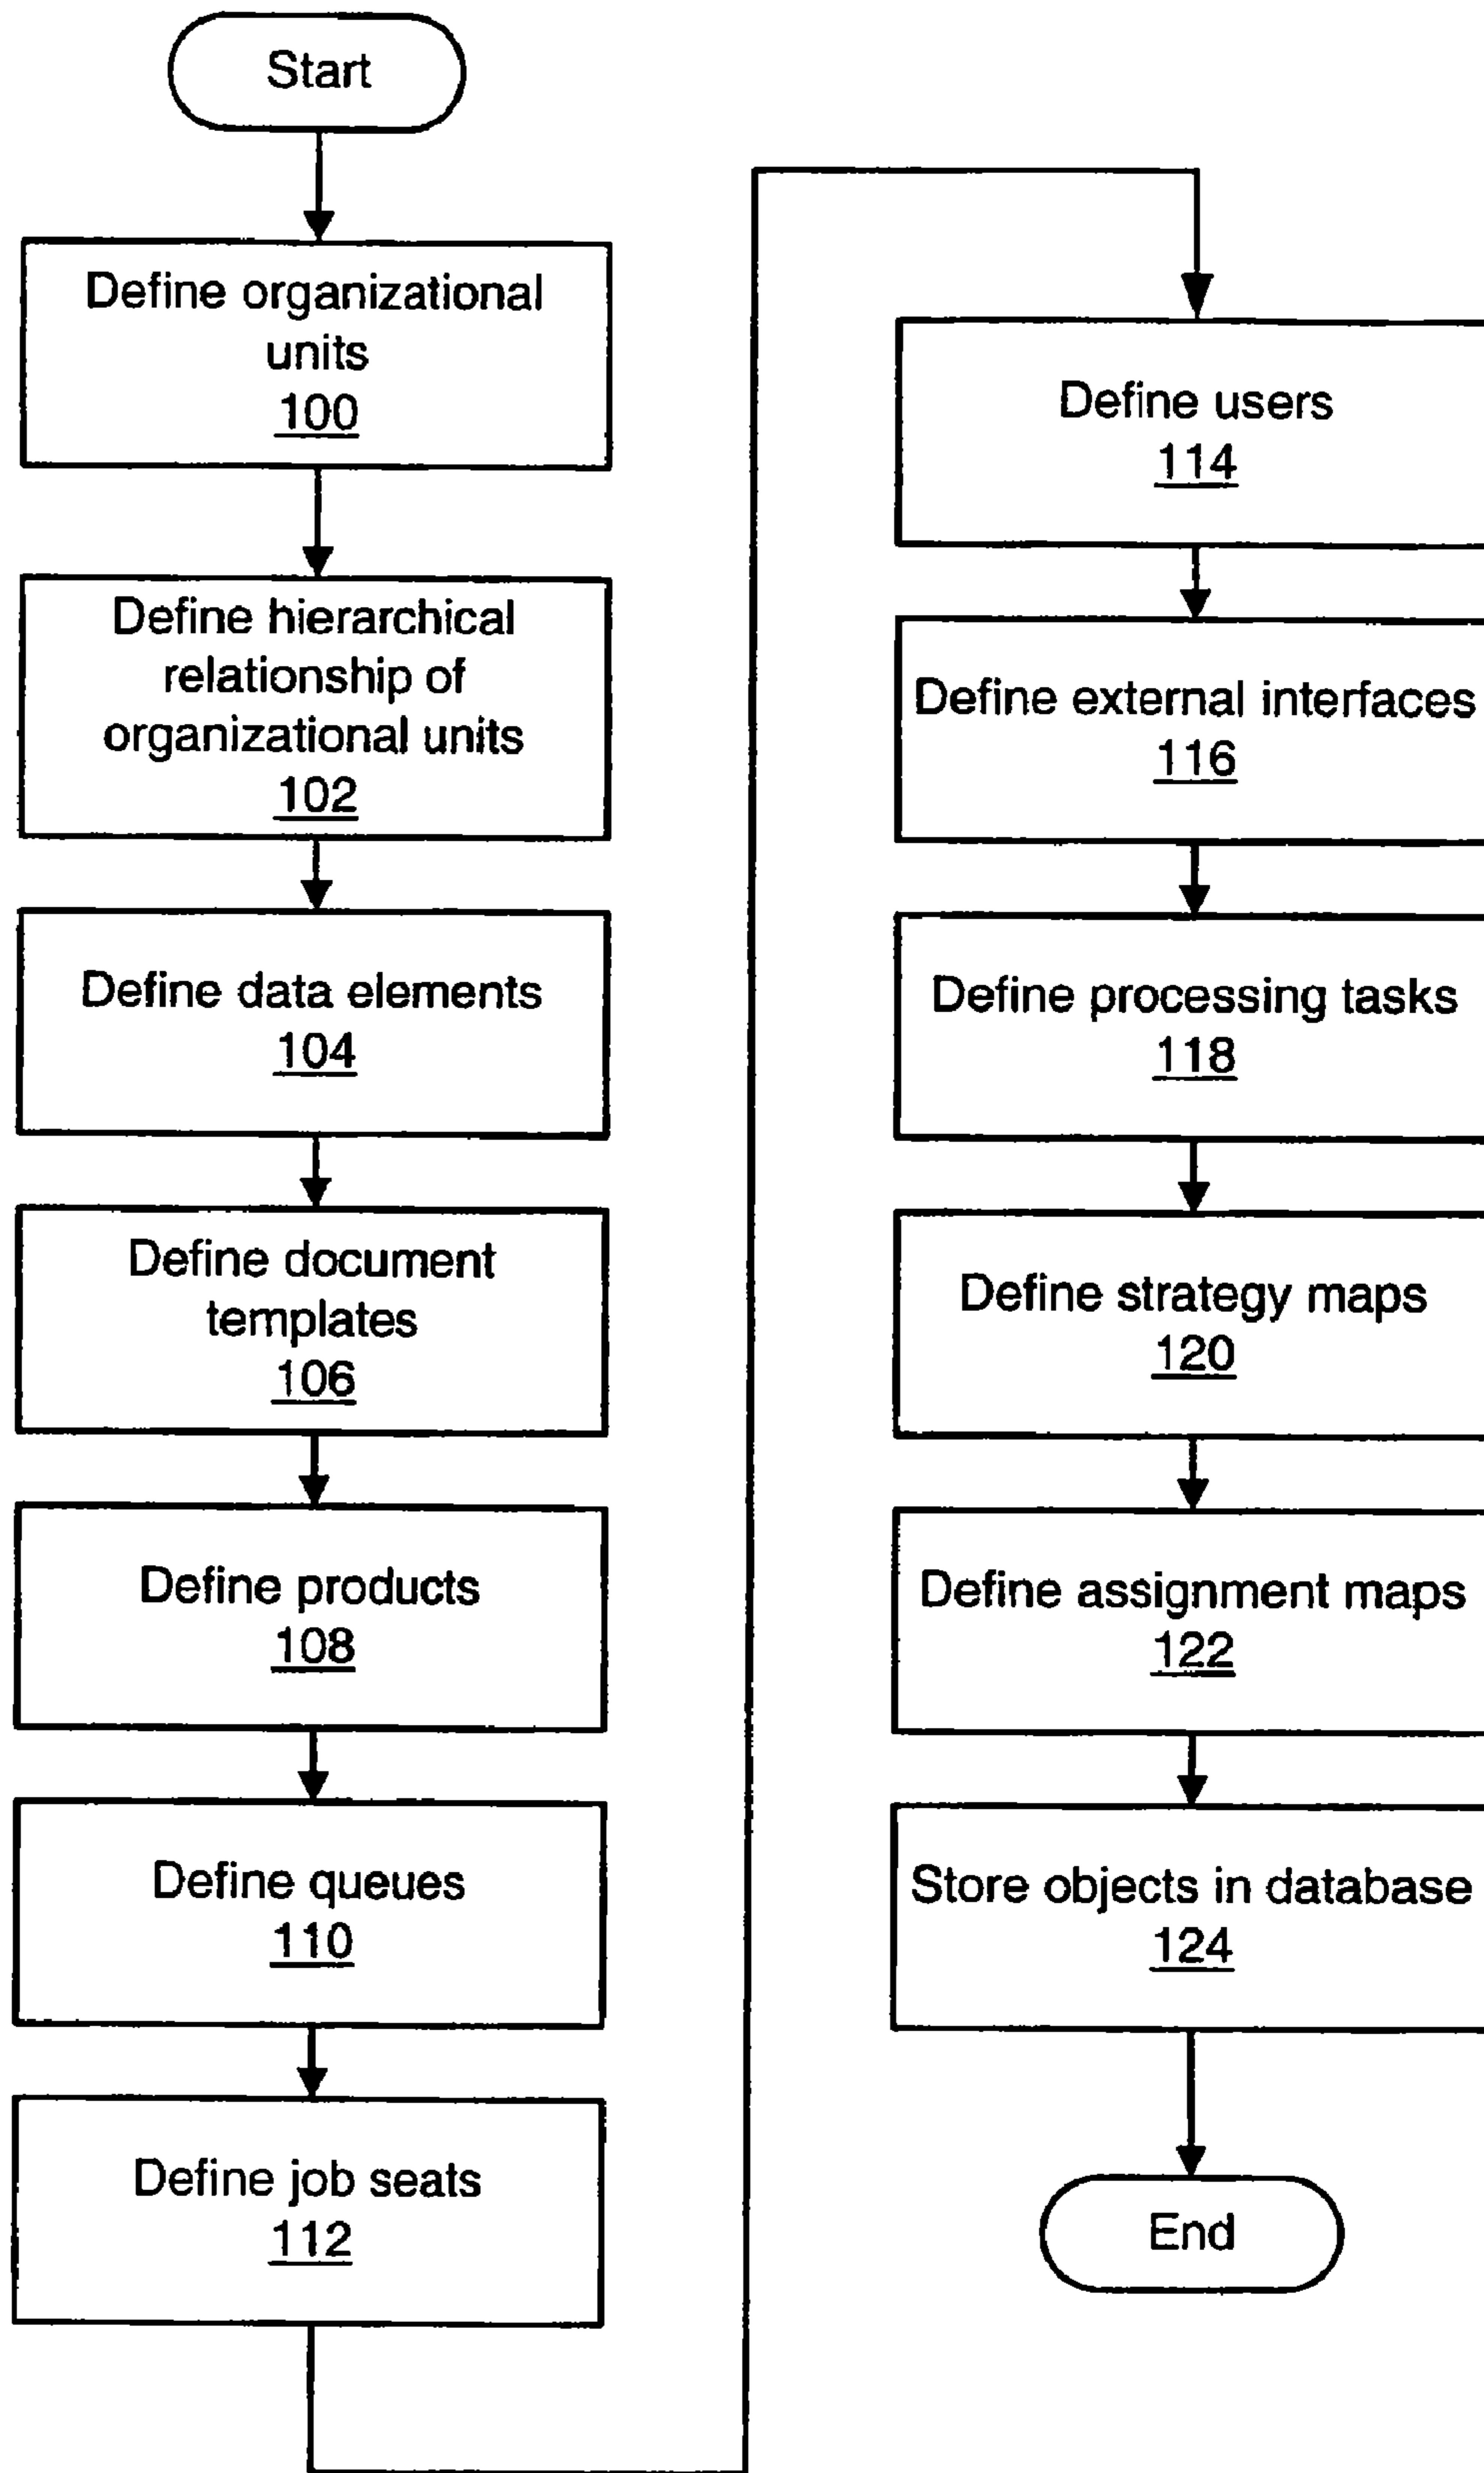 Start
Define organizational
units
100
Define hierarchical
relationship of
organizational units
102
Define data elements
104
Define document
templates
106
Define products
108
Define queues
110
Define job seats
112
Define users
114
Define external interfaces
116
Define processing tasks
118
Define strategy maps
120
Define assignment maps
122
Store objects in database
124
End